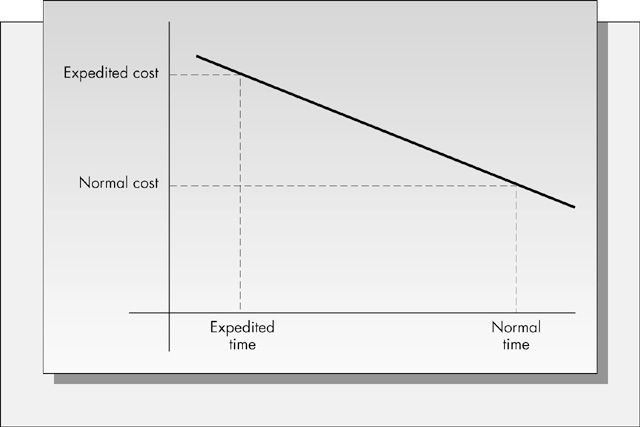 Expedited cost
Normal cost
Expedited
time
Normal
time